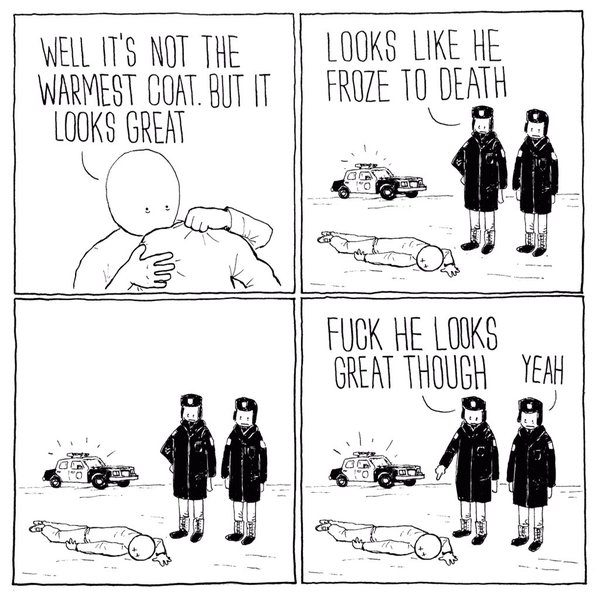 WELL IT'S NOT THE
WARMEST COAT. BUT IT
LOOKS GREAT
LOOKS LIKE HE
FROZE TO DEATH
FUCK HE LOOKS
GREAT THOUGH
YEAH